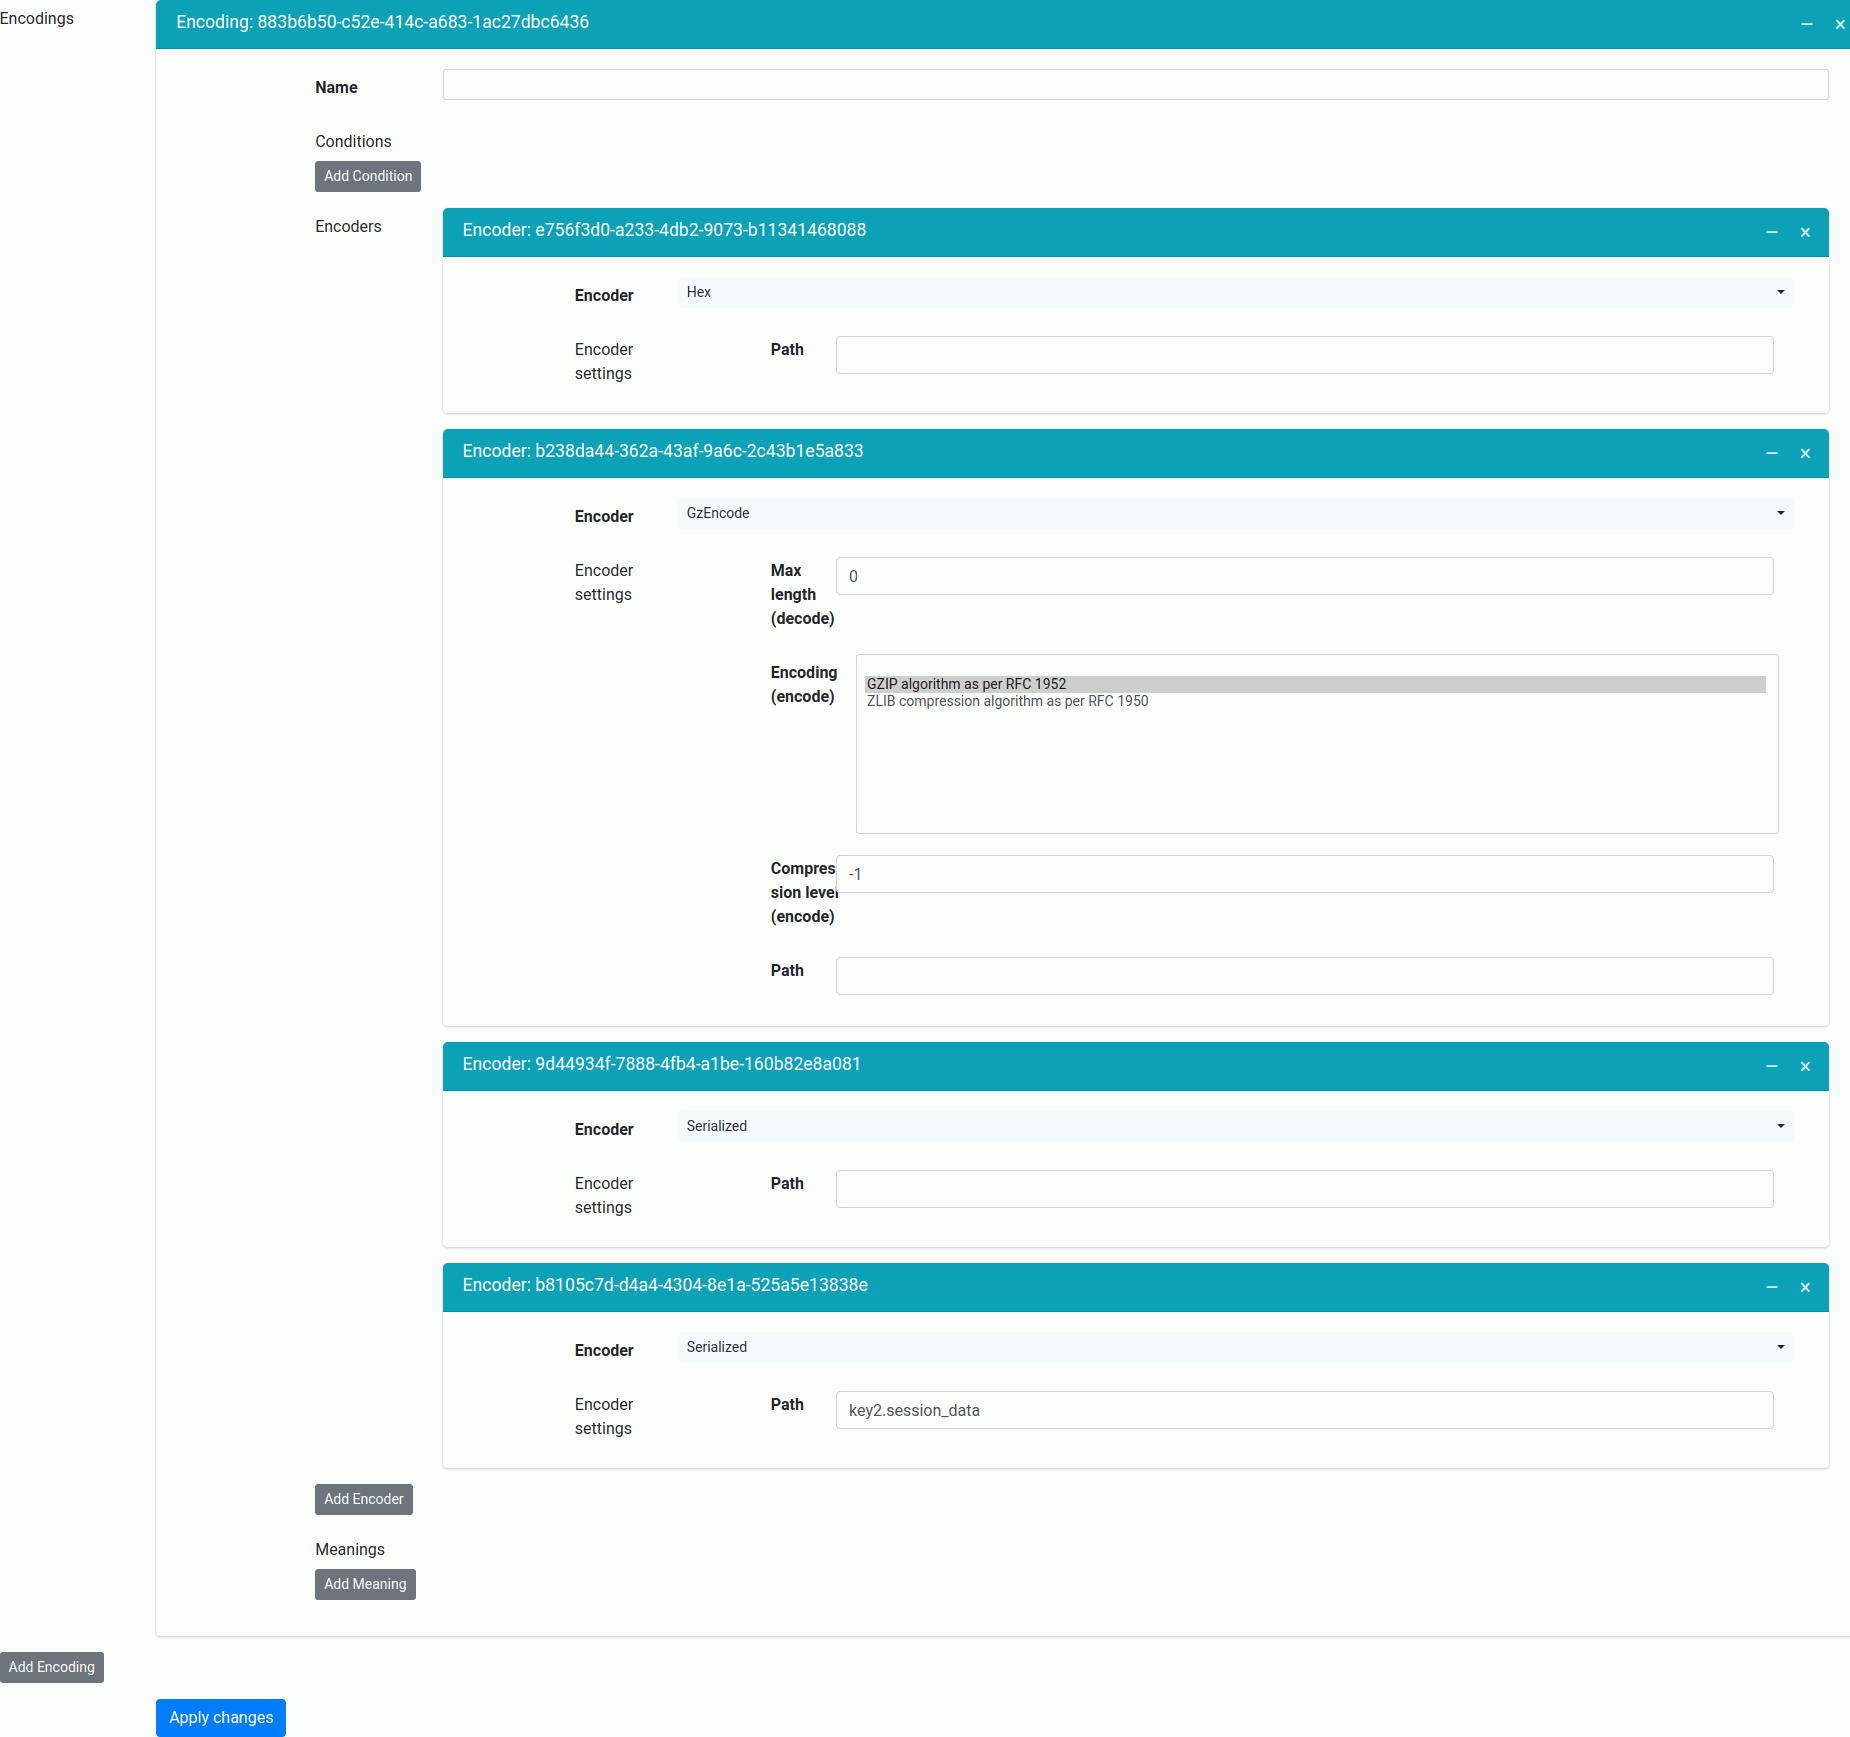 Encodings
Encoding: 883b6b50-c52e-414c-a683-1ac27dbc6436
Name
Conditions
Add Condition
Encoders
Encoder: e756f3d0-a233-4db2-9073-b11341468088
Encoder
Hex
Encoder
settings
Path
Encoder: b238da44-362a-43af-9a6c-2c43b1e5a833
Encoder
GzEncode
Encoder
settings
Max
length
(decode)
0
Encoding
(encode)
GZIP algorithm as per RFC 1952
ZLIB compression algorithm as per RFC 1950
Compres
sion level
(encode)
-1
Path
Encoder: 9d44934f-7888-4fb4-a1be-160b82e8a081
Encoder
Serialized
Encoder
settings
Path
Encoder: b8105c7d-d4a4-4304-8e1a-525a5e13838e
Encoder
Serialized
Encoder
settings
Path
key2.session_data
Add Encoder
Meanings
Add Meaning
Add Encoding
Apply changes